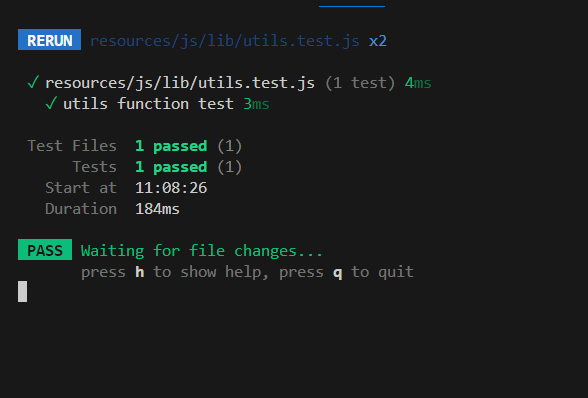 RERUN resources/js/lib/utils.test.js x2
✓ resources/js/lib/utils.test.js (1 test) 4ms
✓ utils function test 3ms
Test Files 1 passed (1)
Tests 1 passed (1)
Start at 11:08:26
Duration 184ms
PASS Waiting for file changes...
press h to show help, press q to quit